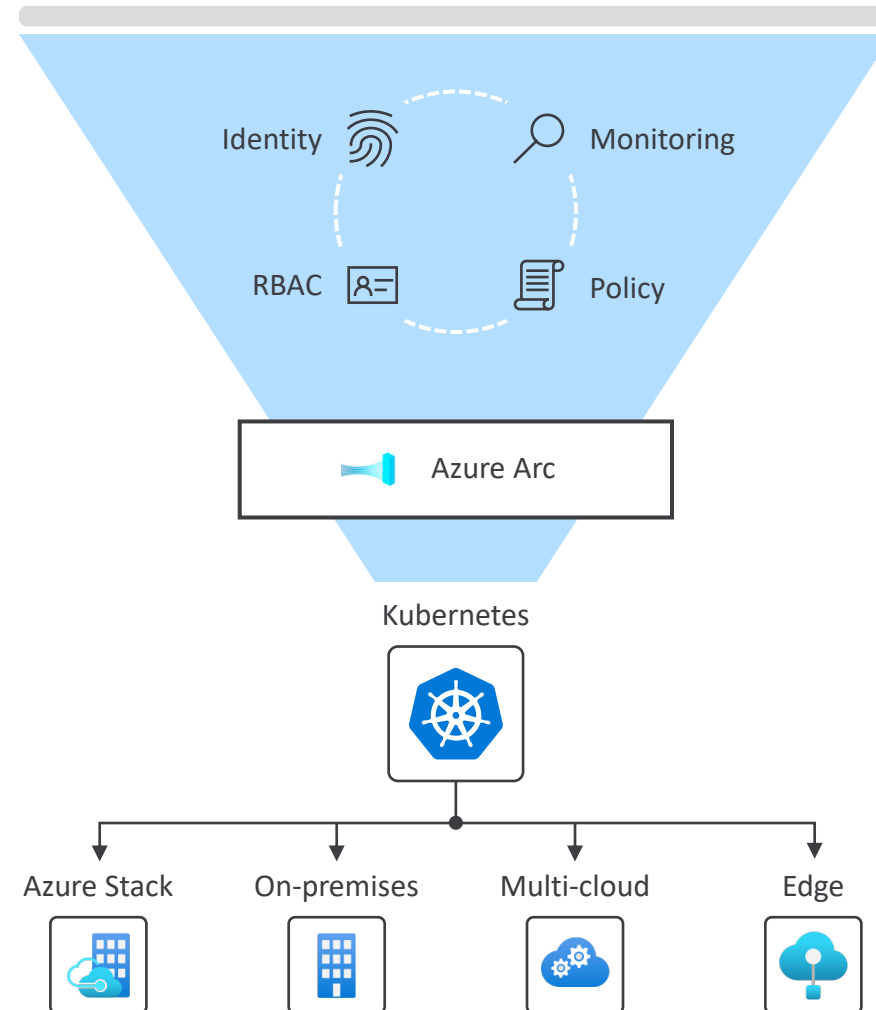 Identity
Monitoring
RBAC
Policy
Azure Arc
Kubernetes
Azure Stack
On-premises
Multi-cloud
Edge